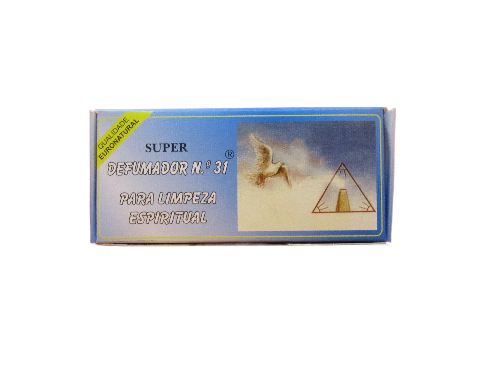 QUALIDADE
EURONATURAL
SUPER
DEFUMADOR N.º 31 ®
PARA LIMPEZA
ESPIRITUAL